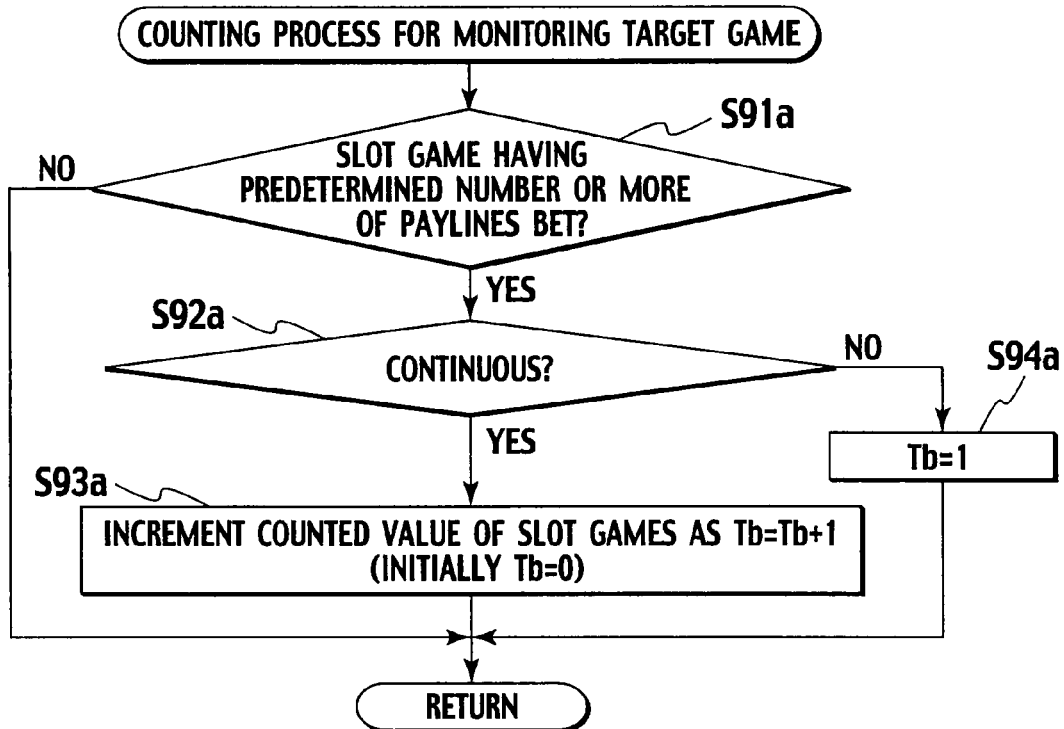 COUNTING PROCESS FOR MONITORING TARGET GAME
S91a
NO
SLOT GAME HAVING
PREDETERMINED NUMBER OR MORE
OF PAYLINES BET?
YES
S92a
NO
CONTINUOUS?
S94a
YES
Tb=1
S93a
INCREMENT COUNTED VALUE OF SLOT GAMES AS Tb=Tb+1
(INITIALLY Tb=0)
RETURN